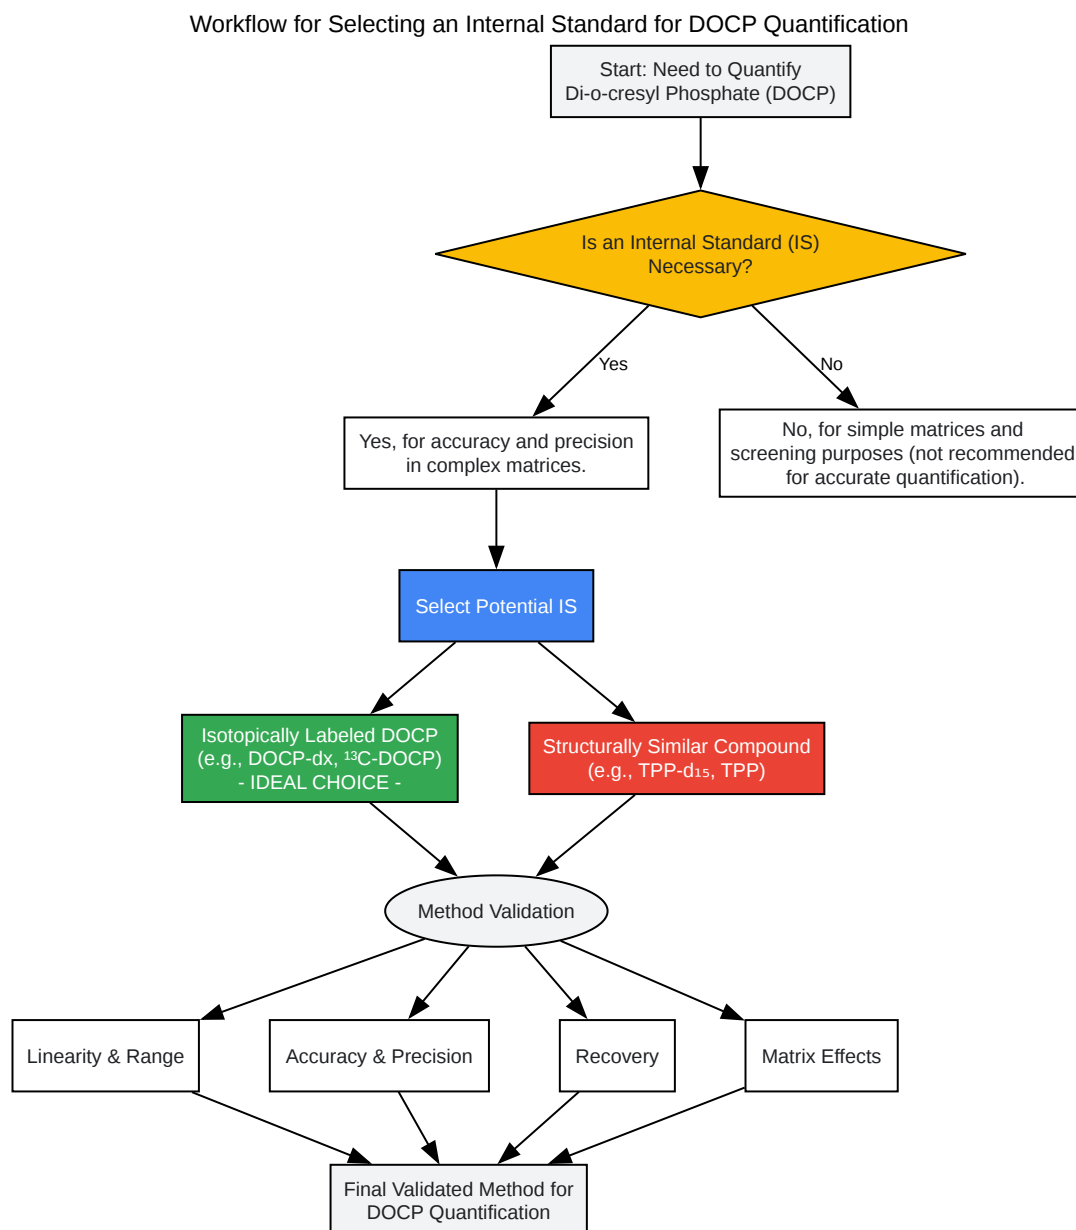 Workflow for Selecting an Internal Standard for DOCP Quantification
Start: Need to Quantify
Di-o-cresyl Phosphate (DOCP)
Is an Internal Standard (IS)
Necessary?
Yes
No
Yes, for accuracy and precision
in complex matrices.
No, for simple matrices and
screening purposes (not recommended
for accurate quantification).
Select Potential IS
Isotopically Labeled DOCP
(e.g., DOCP-dx, ¹³C-DOCP)
- IDEAL CHOICE -
Structurally Similar Compound
(e.g., TPP-d₁₅, TPP)
Method Validation
Linearity & Range
Accuracy & Precision
Recovery
Matrix Effects
Final Validated Method for
DOCP Quantification